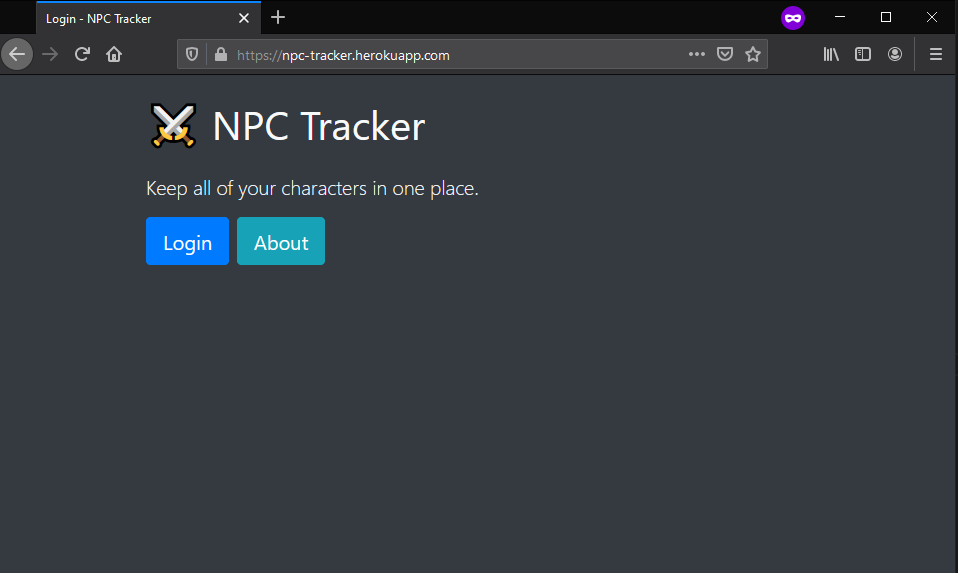 Login - NPC Tracker
https://npc-tracker.herokuapp.com
NPC Tracker
Keep all of your characters in one place.
Login
About